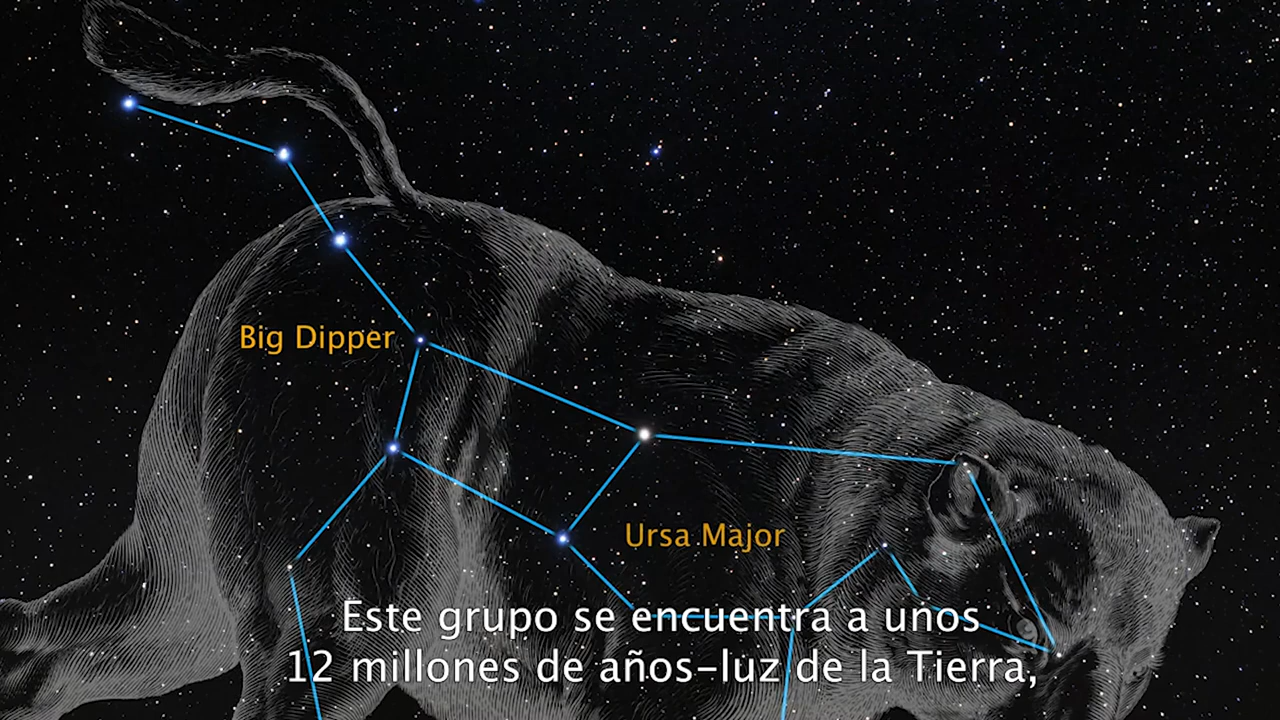 Big Dipper
Ursa Major
Este grupo se encuentra a unos
12 millones de años-luz de la Tierra,